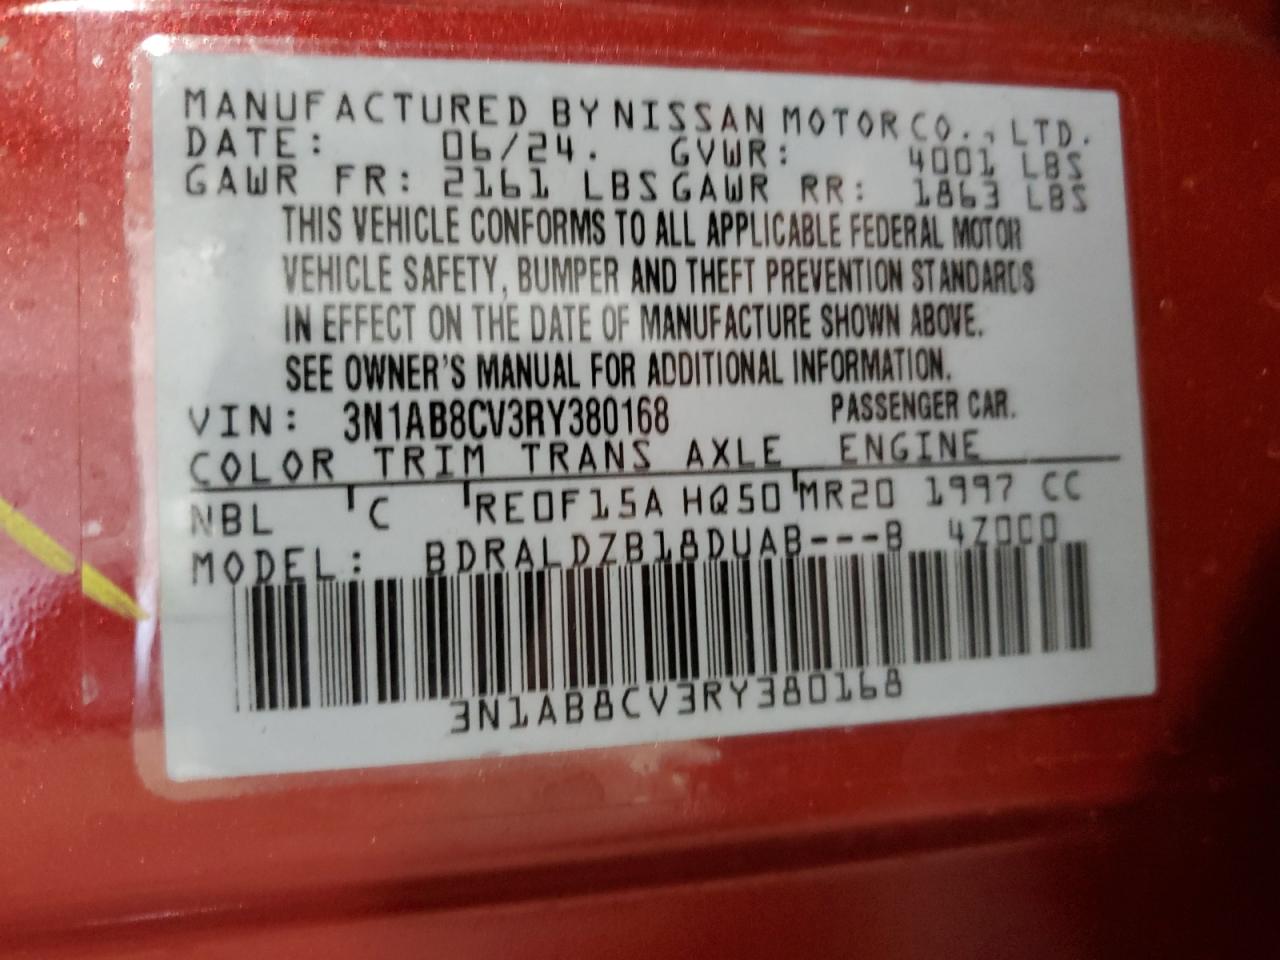 MANUFACTURED BY NISSAN MOTOR CO., LTD.
DATE: 06/24. GVWR: 4001 LBS
GAWR FR: 2161 LBS GAWR RR: 1863 LBS
THIS VEHICLE CONFORMS TO ALL APPLICABLE FEDERAL MOTOR
VEHICLE SAFETY, BUMPER AND THEFT PREVENTION STANDARDS
IN EFFECT ON THE DATE OF MANUFACTURE SHOWN ABOVE.
SEE OWNER'S MANUAL FOR ADDITIONAL INFORMATION.
VIN: 3N1AB8CV3RY380168 PASSENGER CAR.
COLOR TRIM TRANS AXLE ENGINE
NBL C RE0F15A HQ50 MR20 1997 CC
MODEL: BDRALDZB18DUAB---B 4Z000
3N1AB8CV3RY380168